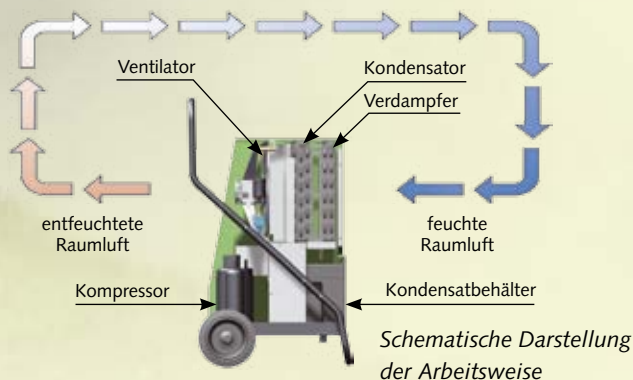 Ventilator
Kondensator
Verdampfer
entfeuchtete
Raumluft
feuchte
Raumluft
Kompressor
Kondensatbehälter
Schematische Darstellung
der Arbeitsweise